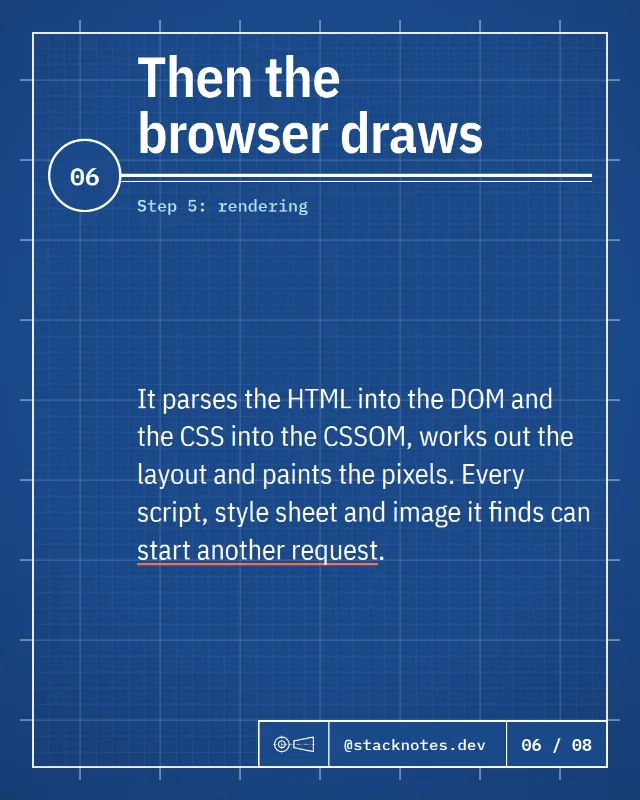 Then the
browser draws
06
Step 5: rendering
It parses the HTML into the DOM and
the CSS into the CSSOM, works out the
layout and paints the pixels. Every
script, style sheet and image it finds can
start another request.
@stacknotes.dev
06 / 08